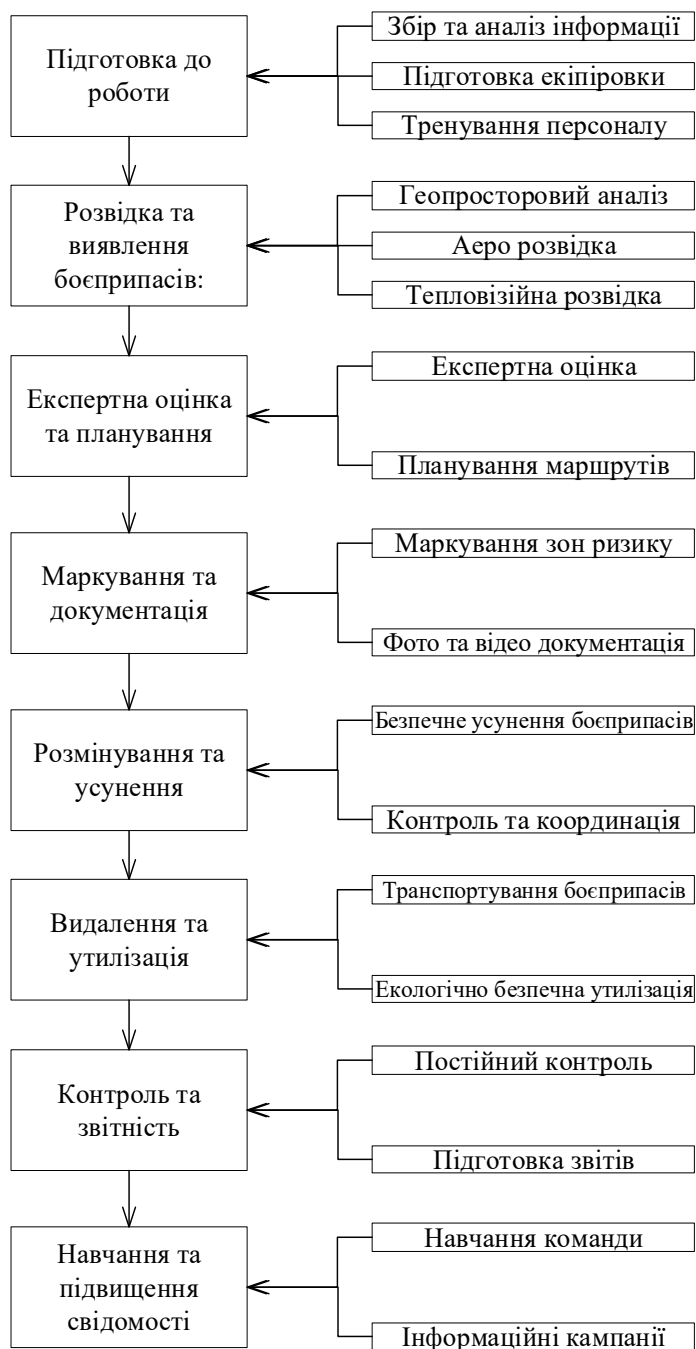 Підготовка до
роботи
Збір та аналіз інформації
Підготовка екіпіровки
Тренування персоналу
Розвідка та
виявлення
боєприпасів:
Геопросторовий аналіз
Аеро розвідка
Тепловізійна розвідка
Експертна оцінка
та планування
Експертна оцінка
Планування маршрутів
Маркування та
документація
Маркування зон ризику
Фото та відео документація
Розмінування та
усунення
Безпечне усунення боєприпасів
Контроль та координація
Видалення та
утилізація
Транспортування боєприпасів
Екологічно безпечна утилізація
Контроль та
звітність
Постійний контроль
Підготовка звітів
Навчання та
підвищення
свідомості
Навчання команди
Інформаційні кампанії